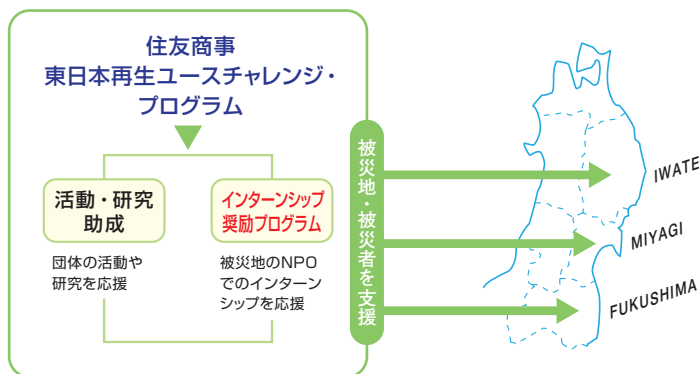 住友商事
東日本再生ユースチャレンジ・
プログラム
活動・研究
助成
団体の活動や
研究を応援
インターンシップ
奨励プログラム
被災地のNPO
でのインターン
シップを応援
被災地・被災者を支援
IWATE
MIYAGI
FUKUSHIMA